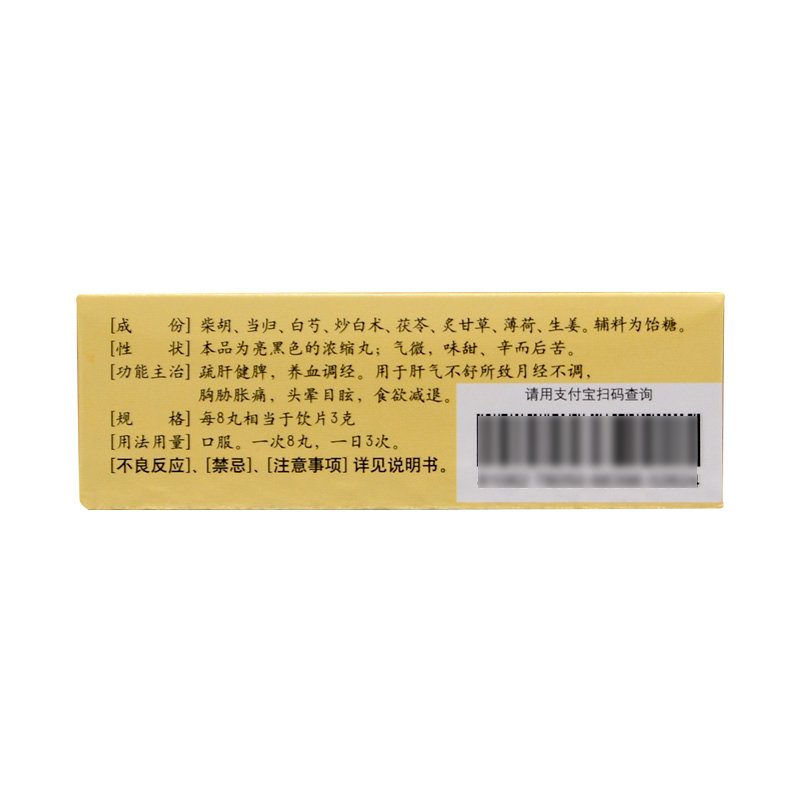 [成　　份] 柴胡、当归、白芍、炒白术、茯苓、炙甘草、薄荷、生姜。辅料为饴糖。
[性　　状] 本品为亮黑色的浓缩丸；气微，味甜、辛而后苦。
[功能主治] 疏肝健脾，养血调经。用于肝气不舒所致月经不调，
胸胁胀痛，头晕目眩，食欲减退。
[规　　格] 每8丸相当于饮片3克
[用法用量] 口服。一次8丸，一日3次。
[不良反应]、[禁忌]、[注意事项] 详见说明书。
请用支付宝扫码查询